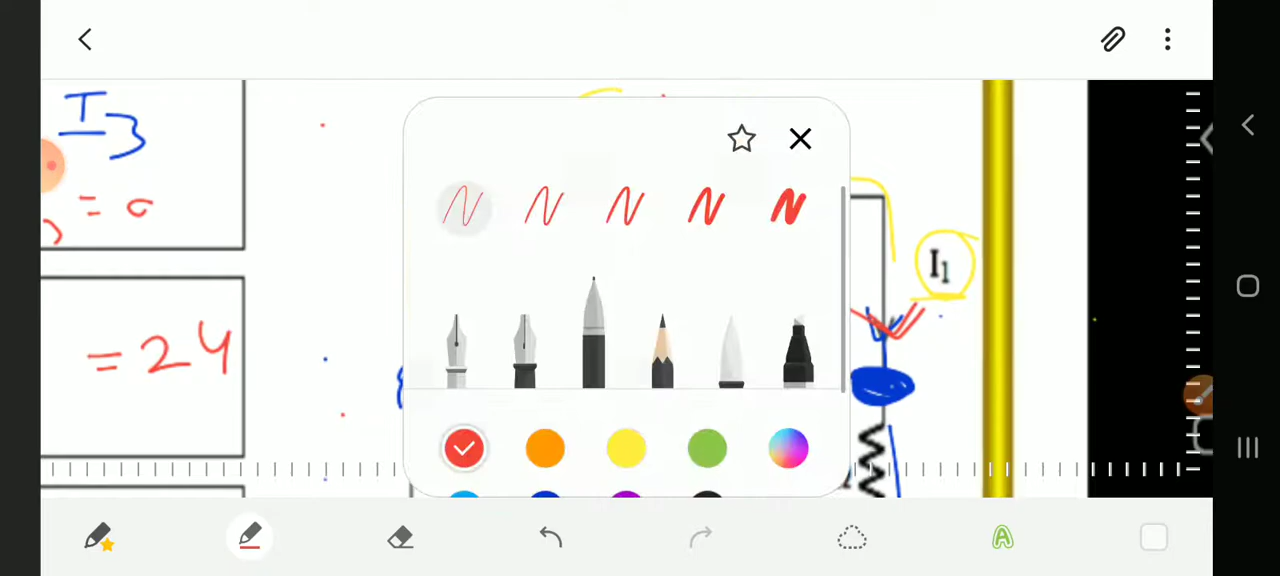 I3
= 0
I1
= 24
A